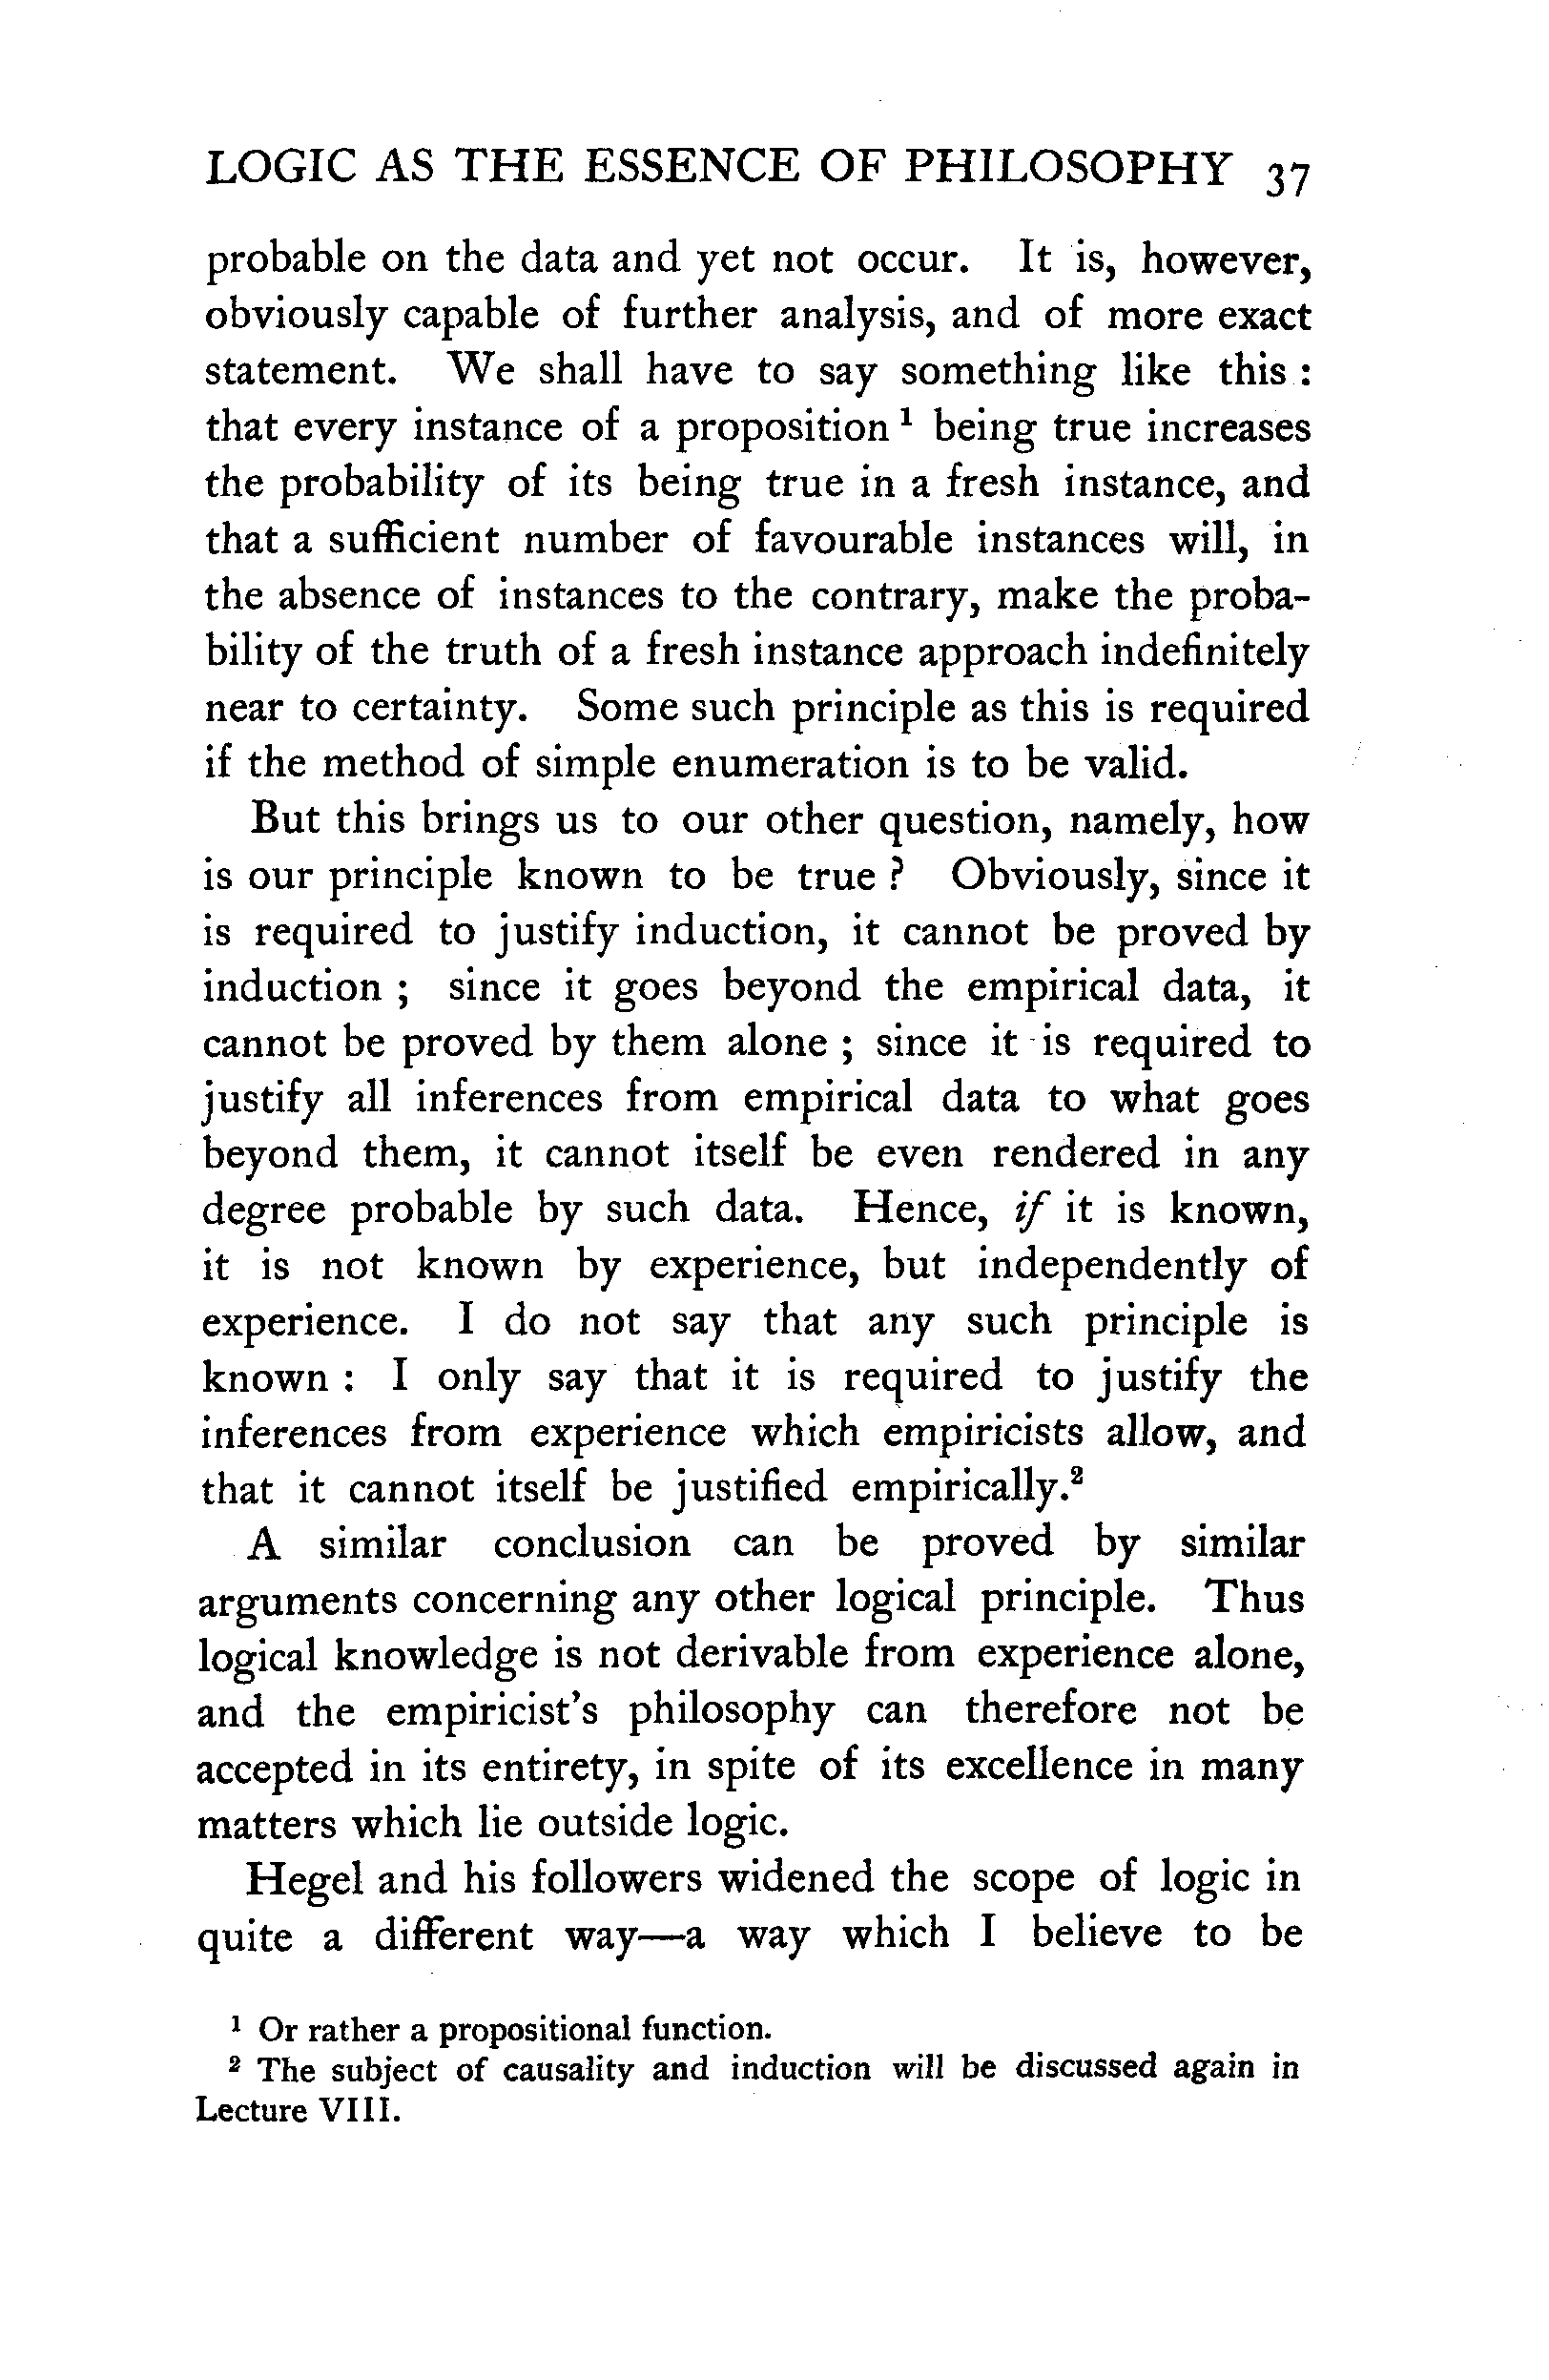 LOGIC AS THE ESSENCE OF PHILOSOPHY 37
probable on the data and yet not occur. It is, however,
obviously capable of further analysis, and of more exact
statement. We shall have to say something like this :
that every instance of a proposition ¹ being true increases
the probability of its being true in a fresh instance, and
that a sufficient number of favourable instances will, in
the absence of instances to the contrary, make the proba-
bility of the truth of a fresh instance approach indefinitely
near to certainty. Some such principle as this is required
if the method of simple enumeration is to be valid.
But this brings us to our other question, namely, how
is our principle known to be true ? Obviously, since it
is required to justify induction, it cannot be proved by
induction ; since it goes beyond the empirical data, it
cannot be proved by them alone ; since it is required to
justify all inferences from empirical data to what goes
beyond them, it cannot itself be even rendered in any
degree probable by such data. Hence, if it is known,
it is not known by experience, but independently of
experience. I do not say that any such principle is
known : I only say that it is required to justify the
inferences from experience which empiricists allow, and
that it cannot itself be justified empirically.²
A similar conclusion can be proved by similar
arguments concerning any other logical principle. Thus
logical knowledge is not derivable from experience alone,
and the empiricist's philosophy can therefore not be
accepted in its entirety, in spite of its excellence in many
matters which lie outside logic.
Hegel and his followers widened the scope of logic in
quite a different way—a way which I believe to be
¹ Or rather a propositional function.
² The subject of causality and induction will be discussed again in
Lecture VIII.